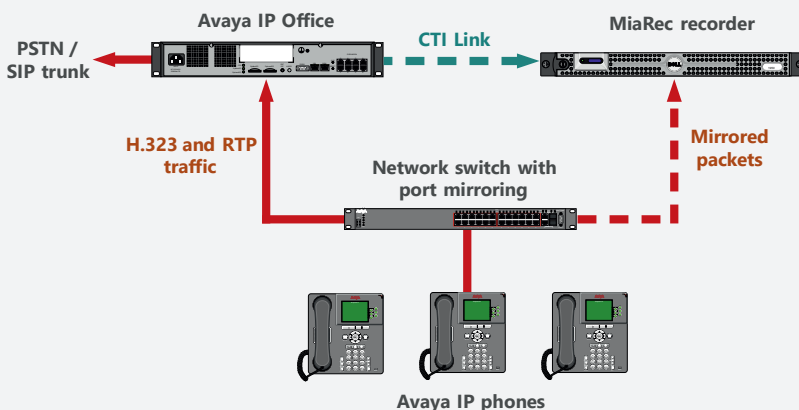 Avaya IP Office
MiaRec recorder
PSTN /
SIP trunk
CTI Link
DELL
H.323 and RTP
traffic
Mirrored
packets
Network switch with
port mirroring
Avaya IP phones